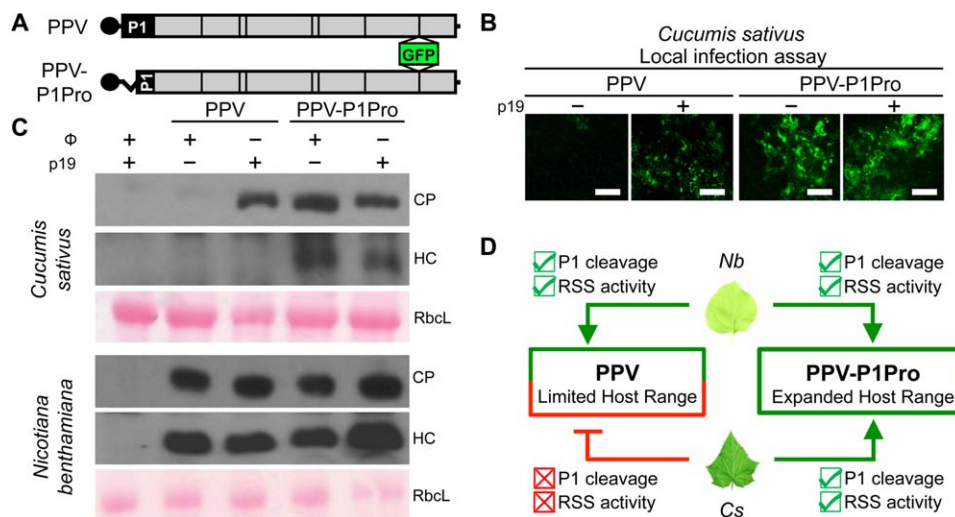 A
PPV
P1
GFP
PPV-
P1Pro
P1
B
Cucumis sativus
Local infection assay
PPV PPV-P1Pro
p19 − + − +
C
PPV PPV-P1Pro
Φ + + − + −
p19 + − + − +
Cucumis
sativus
CP
HC
RbcL
Nicotiana
benthamiana
CP
HC
RbcL
D
P1 cleavage
RSS activity
Nb
P1 cleavage
RSS activity
PPV
Limited Host Range
PPV-P1Pro
Expanded Host Range
P1 cleavage
RSS activity
Cs
P1 cleavage
RSS activity